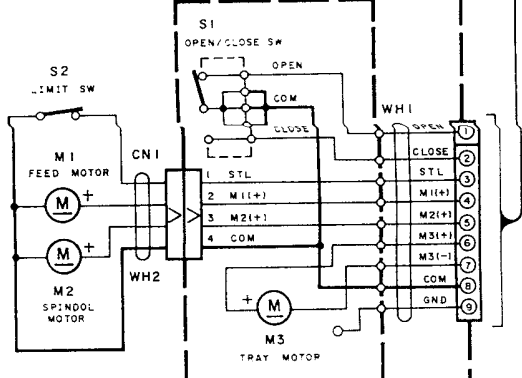 S1
OPEN/CLOSE SW
OPEN
COM
CLOSE
S2
LIMIT SW
M1
FEED MOTOR
M
+
M
+
M2
SPINDOL
MOTOR
CN1
WH2
1 STL
2 M1(+)
3 M2(+)
4 COM
+
M
M3
TRAY MOTOR
WH1
OPEN 1
CLOSE 2
STL 3
M1(+) 4
M2(+) 5
M3(+) 6
M3(-) 7
COM 8
GND 9